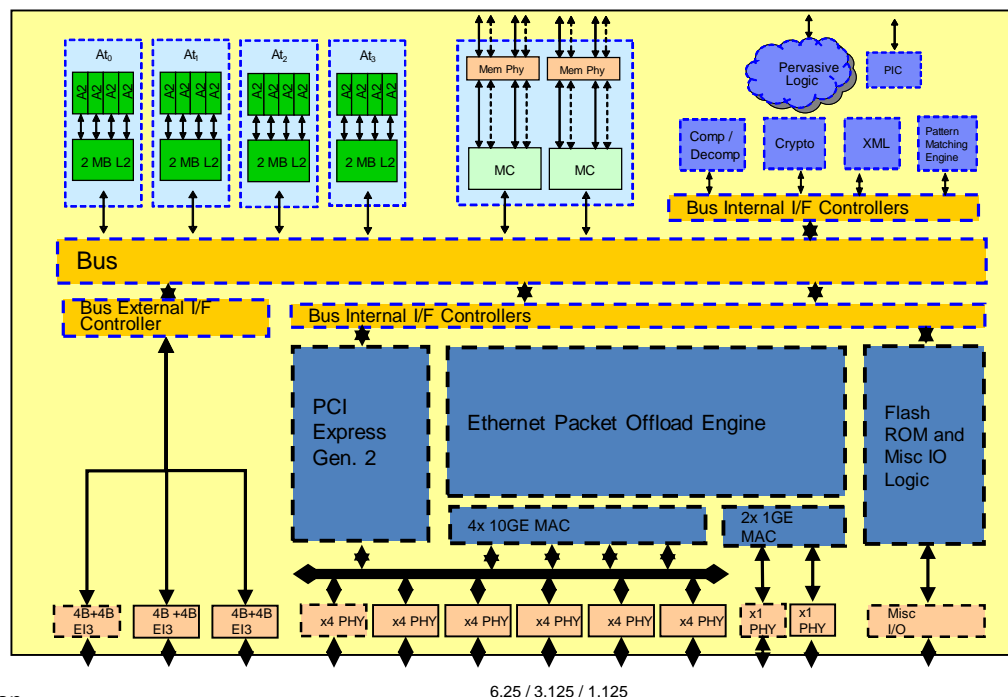 At0
At1
At2
At3
A2 A2 A2 A2
A2 A2 A2 A2
A2 A2 A2 A2
A2 A2 A2 A2
2 MB L2
2 MB L2
2 MB L2
2 MB L2
Mem Phy
Mem Phy
MC
MC
Pervasive
Logic
PIC
Comp /
Decomp
Crypto
XML
Pattern
Matching
Engine
Bus Internal I/F Controllers
Bus
Bus External I/F
Controller
Bus Internal I/F Controllers
PCI
Express
Gen. 2
Ethernet Packet Offload Engine
Flash
ROM and
Misc IO
Logic
4x 10GE MAC
2x 1GE
MAC
4B+4B
EI3
4B +4B
EI3
4B+4B
EI3
x4 PHY
x4 PHY
x4 PHY
x4 PHY
x4 PHY
x4 PHY
x1
PHY
x1
PHY
Misc
I/O
6.25 / 3.125 / 1.125